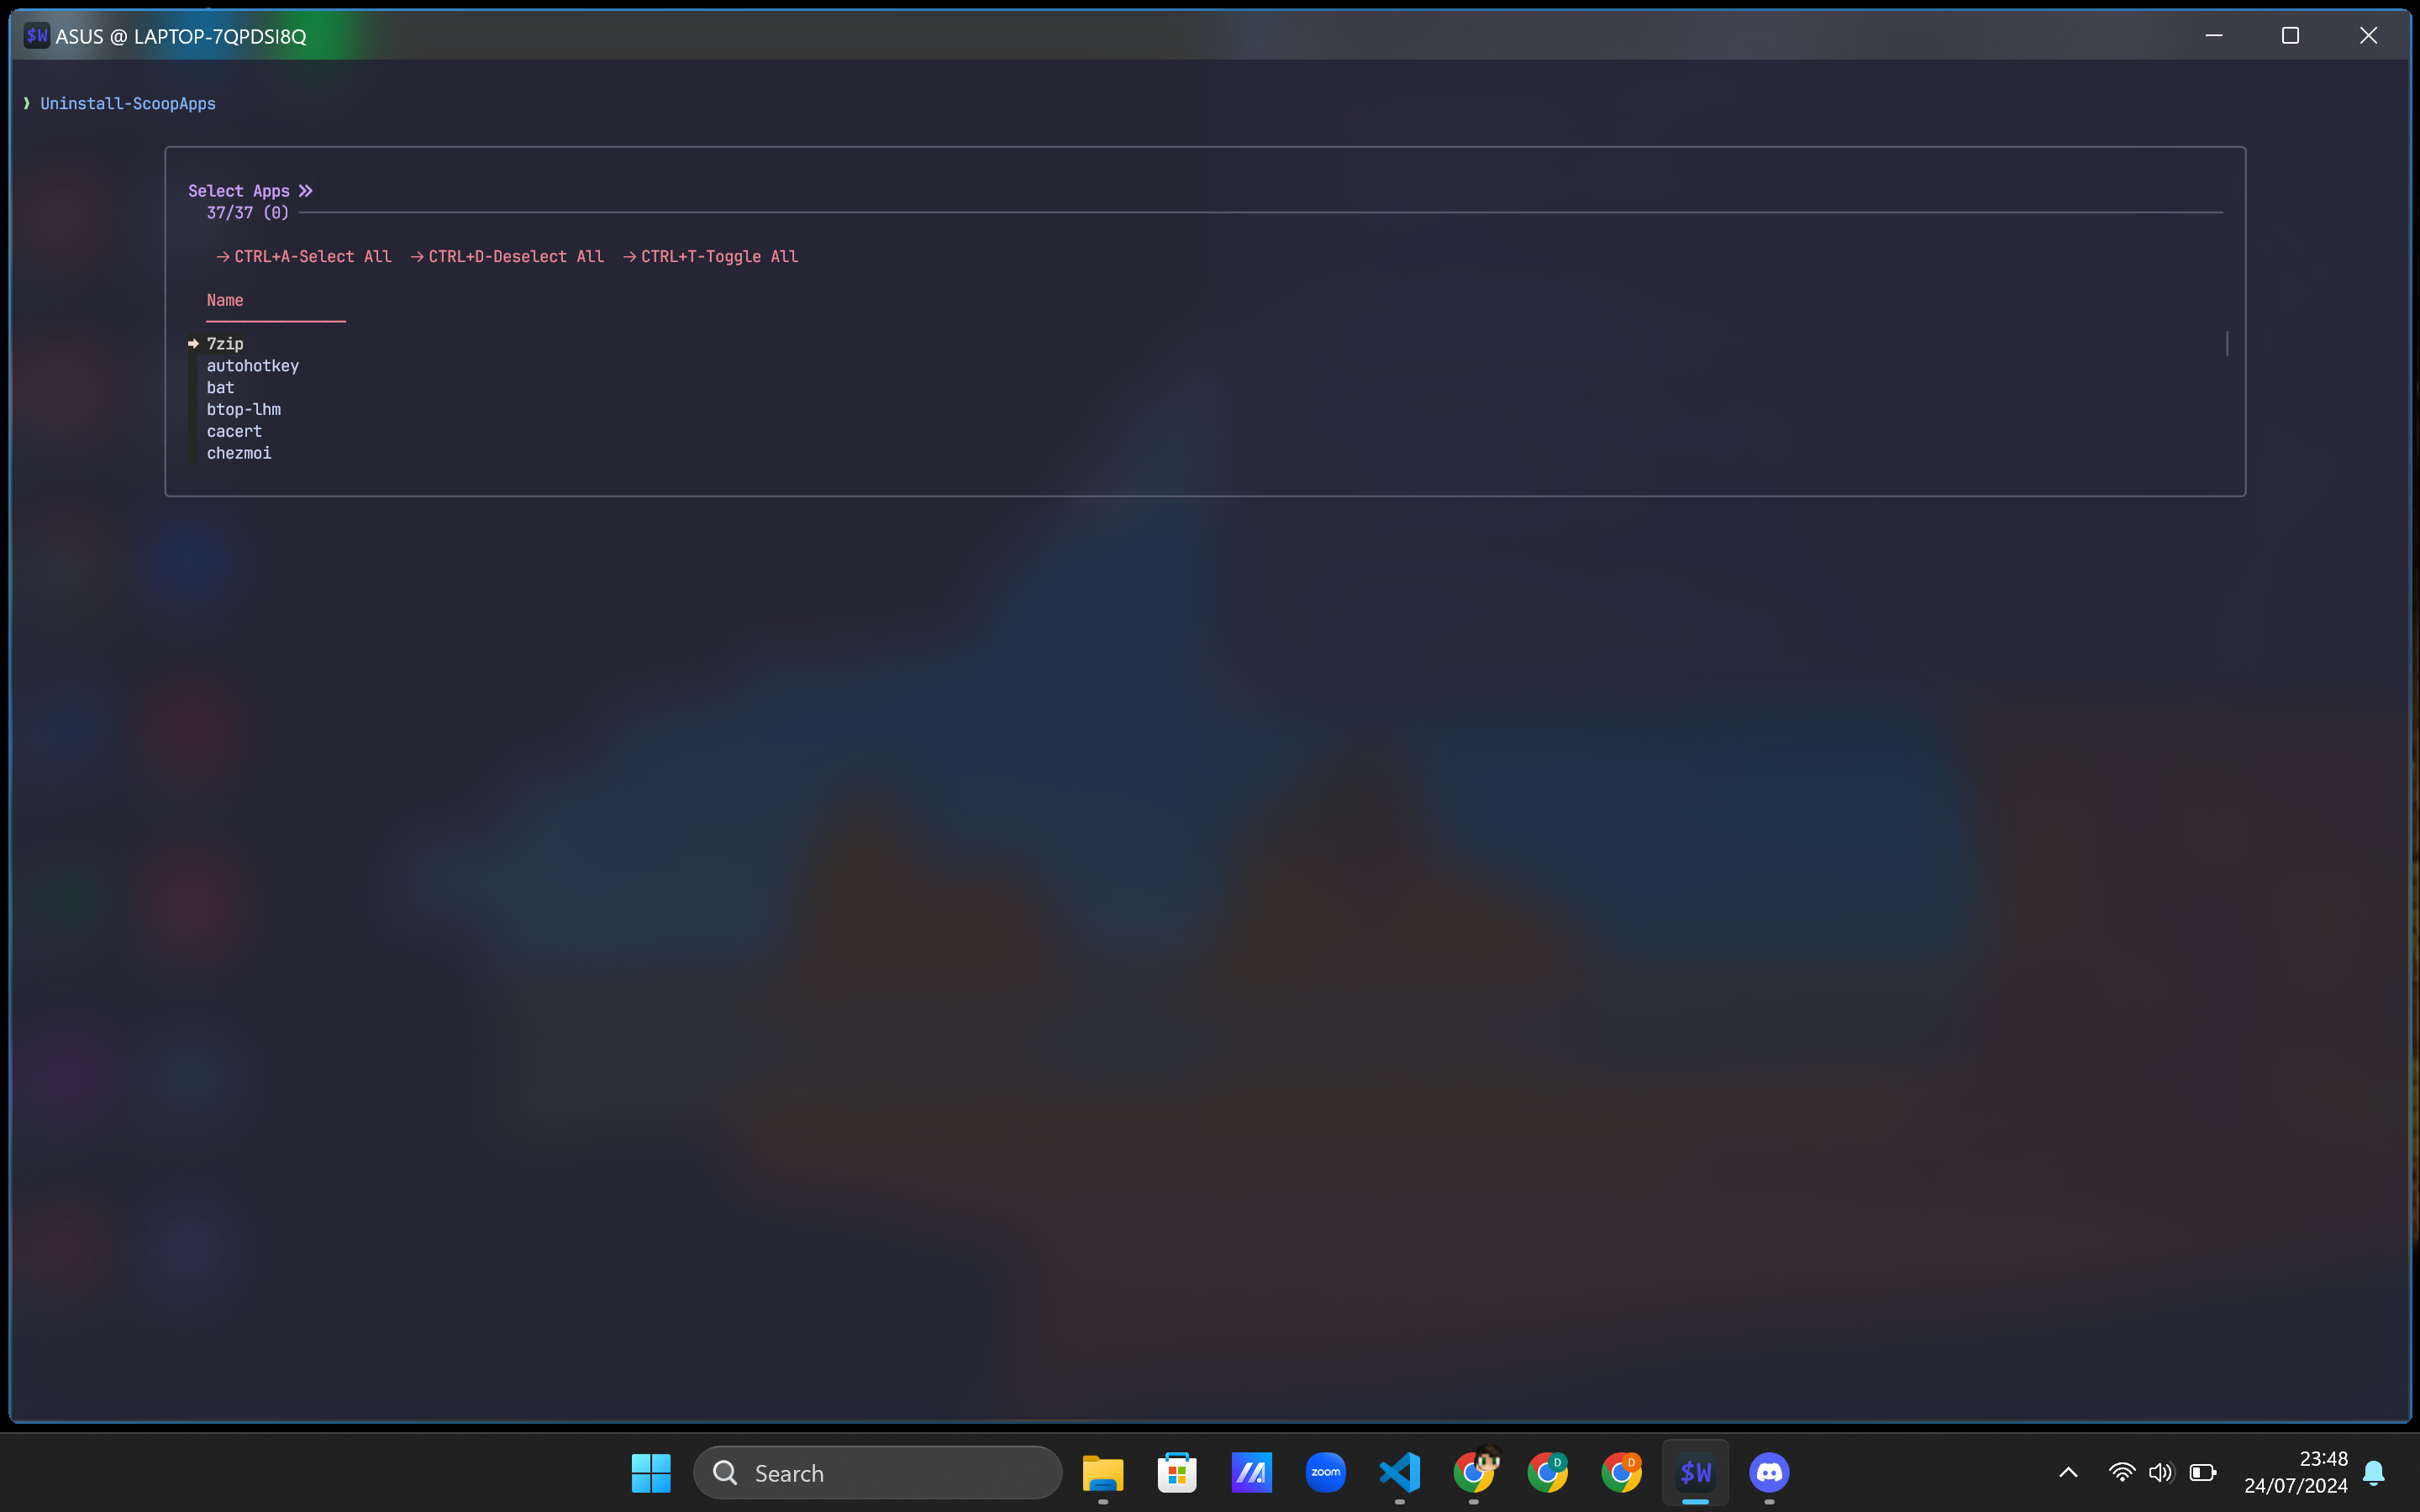 $W ASUS @ LAPTOP-7QPDSI8Q
❯ Uninstall-ScoopApps
Select Apps »
37/37 (0)
→ CTRL+A-Select All → CTRL+D-Deselect All → CTRL+T-Toggle All
Name
7zip
autohotkey
bat
btop-lhm
cacert
chezmoi
Search
zoom
D
D
$W
23:48
24/07/2024